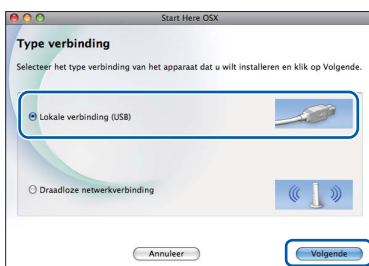 Start Here OSX
Type verbinding
Selecteer het type verbinding van het apparaat dat u wilt installeren en klik op Volgende.
Lokale verbinding (USB)
Draadloze netwerkverbinding
Annuleer
Volgende